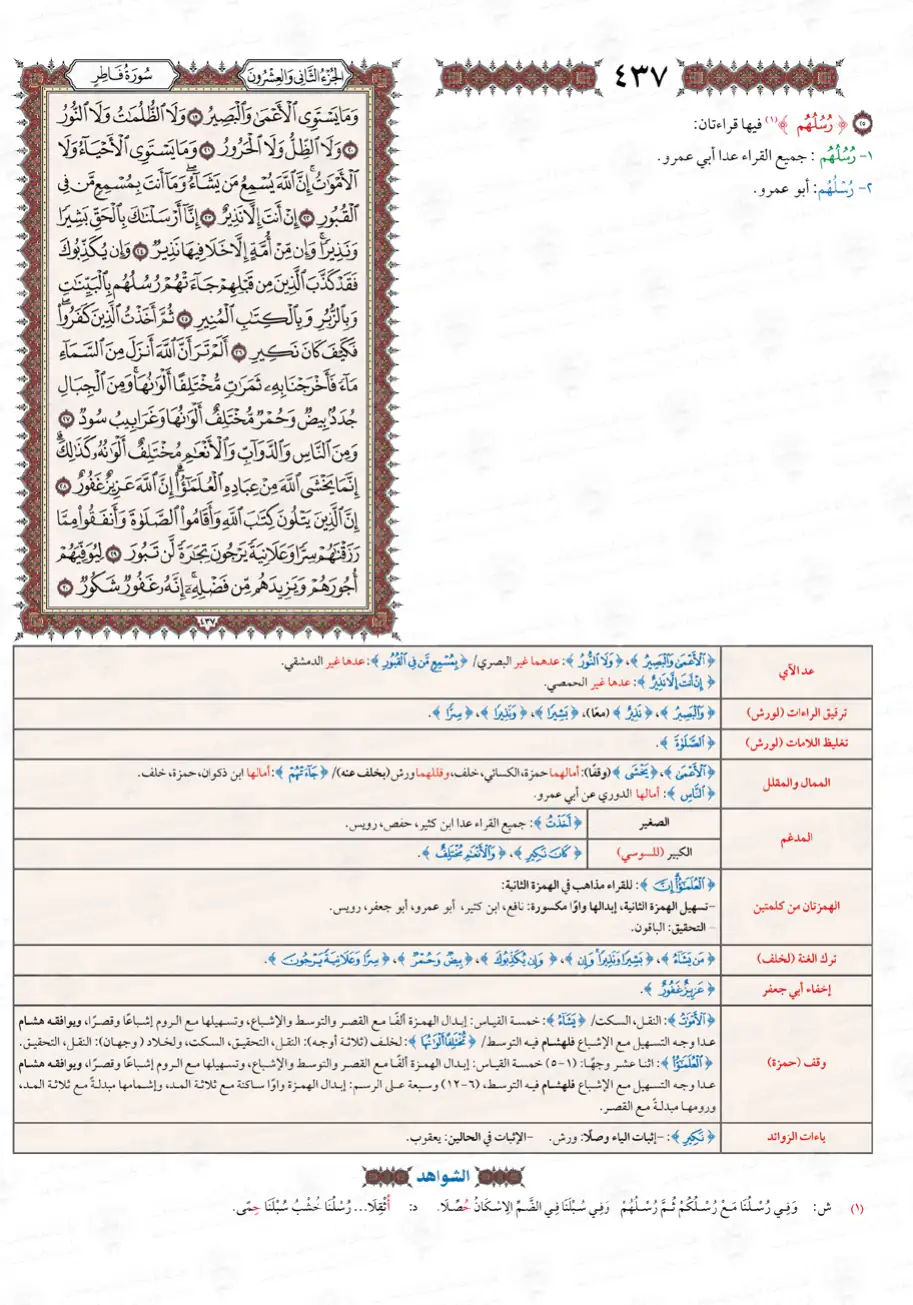 ٤٣٧
﴿ رُسُلُهُم ﴾(١) فيها قراءتان:
١- رُسُلُهُم : جميع القراء عدا أبي عمرو.
٢- رُسْلُهُم: أبو عمرو.
سُورَةُ فَاطِرٍ
الجُزْءُ الثَّانِي وَالعِشْرُونَ
وَمَا يَسْتَوِي ٱلْأَعْمَىٰ وَٱلْبَصِيرُ ١٩ وَلَا ٱلظُّلُمَٰتُ وَلَا ٱلنُّورُ
٢٠ وَلَا ٱلظِّلُّ وَلَا ٱلْحَرُورُ ٢١ وَمَا يَسْتَوِي ٱلْأَحْيَآءُ وَلَا
ٱلْأَمْوَٰتُ ۚ إِنَّ ٱللَّهَ يُسْمِعُ مَن يَشَآءُ ۖ وَمَآ أَنتَ بِمُسْمِعٍ مَّن فِي
ٱلْقُبُورِ ٢٢ إِنْ أَنتَ إِلَّا نَذِيرٌ ٢٣ إِنَّآ أَرْسَلْنَٰكَ بِٱلْحَقِّ بَشِيرًا
وَنَذِيرًا ۚ وَإِن مِّنْ أُمَّةٍ إِلَّا خَلَا فِيهَا نَذِيرٌ ٢٤ وَإِن يُكَذِّبُوكَ
فَقَدْ كَذَّبَ ٱلَّذِينَ مِن قَبْلِهِمْ جَآءَتْهُمْ رُسُلُهُم بِٱلْبَيِّنَٰتِ
وَبِٱلزُّبُرِ وَبِٱلْكِتَٰبِ ٱلْمُنِيرِ ٢٥ ثُمَّ أَخَذْتُ ٱلَّذِينَ كَفَرُوا۟ ۖ
فَكَيْفَ كَانَ نَكِيرِ ٢٦ أَلَمْ تَرَ أَنَّ ٱللَّهَ أَنزَلَ مِنَ ٱلسَّمَآءِ
مَآءً فَأَخْرَجْنَا بِهِۦ ثَمَرَٰتٍ مُّخْتَلِفًا أَلْوَٰنُهَا ۚ وَمِنَ ٱلْجِبَالِ
جُدَدٌۢ بِيضٌ وَحُمْرٌ مُّخْتَلِفٌ أَلْوَٰنُهَا وَغَرَابِيبُ سُودٌ ٢٧
وَمِنَ ٱلنَّاسِ وَٱلدَّوَآبِّ وَٱلْأَنْعَٰمِ مُخْتَلِفٌ أَلْوَٰنُهُۥ كَذَٰلِكَ ۗ
إِنَّمَا يَخْشَى ٱللَّهَ مِنْ عِبَادِهِ ٱلْعُلَمَٰٓؤُا۟ ۗ إِنَّ ٱللَّهَ عَزِيزٌ غَفُورٌ ٢٨
إِنَّ ٱلَّذِينَ يَتْلُونَ كِتَٰبَ ٱللَّهِ وَأَقَامُوا۟ ٱلصَّلَوٰةَ وَأَنفَقُوا۟ مِمَّا
رَزَقْنَٰهُمْ سِرًّا وَعَلَانِيَةً يَرْجُونَ تِجَٰرَةً لَّن تَبُورَ ٢٩ لِيُوَفِّيَهُمْ
أُجُورَهُمْ وَيَزِيدَهُم مِّن فَضْلِهِۦٓ ۚ إِنَّهُۥ غَفُورٌ شَكُورٌ ٣٠
٤٣٧
عد الآي
﴿ ٱلْأَعْمَىٰ وَٱلْبَصِيرُ ﴾، ﴿ وَلَا ٱلنُّورُ ﴾: عدهما غير البصري/ ﴿ بِمُسْمِعٍ مَّن فِي ٱلْقُبُورِ ﴾: عدها غير الدمشقي.
﴿ إِنْ أَنتَ إِلَّا نَذِيرٌ ﴾: عدها غير الحمصي.
ترقيق الراءات (لورش)
﴿ وَٱلْبَصِيرُ ﴾، ﴿ نَذِيرٌ ﴾ (معًا)، ﴿ بَشِيرًا ﴾، ﴿ وَنَذِيرًا ﴾، ﴿ سِرًّا ﴾.
تغليظ اللامات (لورش)
﴿ ٱلصَّلَوٰةَ ﴾.
الممال والمقلل
﴿ ٱلْأَعْمَىٰ ﴾، ﴿ يَخْشَى ﴾ (وقفًا): أمالهما حمزة، الكسائي، خلف، وقللهما ورش (بخلف عنه)/ ﴿ جَآءَتْهُمْ ﴾: أمالها ابن ذكوان، حمزة، خلف.
﴿ ٱلنَّاسِ ﴾: أمالها الدوري عن أبي عمرو.
المدغم
الصغير
﴿ أَخَذتُّ ﴾: جميع القراء عدا ابن كثير، حفص، رويس.
الكبير (للسوسي)
﴿ كَانَ نَكِيرِ ﴾، ﴿ وَٱلْأَنْعَٰمِ مُخْتَلِفٌ ﴾.
الهمزتان من كلمتين
﴿ ٱلْعُلَمَٰٓؤُا۟ إِنَّ ﴾: للقراء مذاهب في الهمزة الثانية:
-تسهيل الهمزة الثانية، إبدالها واوًا مكسورة: نافع، ابن كثير، أبو عمرو، أبو جعفر، رويس.
- التحقيق: الباقون.
ترك الغنة (لخلف)
﴿ مَن يَشَآءُ ﴾، ﴿ بَشِيرًا وَنَذِيرًا ۚ وَإِن ﴾، ﴿ وَإِن يُكَذِّبُوكَ ﴾، ﴿ بِيضٌ وَحُمْرٌ ﴾، ﴿ سِرًّا وَعَلَانِيَةً يَرْجُونَ ﴾.
إخفاء أبي جعفر
﴿ عَزِيزٌ غَفُورٌ ﴾.
وقف (حمزة)
﴿ ٱلْأَمْوَٰتُ ﴾: النقل، السكت/ ﴿ يَشَآءُ ﴾: خمسة القياس: إبدال الهمزة ألفًا مع القصر والتوسط والإشباع، وتسهيلها مع الروم إشباعًا وقصرًا، ويوافقه هشام
عدا وجه التسهيل مع الإشباع فلهشام فيه التوسط/ ﴿ مُّخْتَلِفًا أَلْوَٰنُهَا ﴾: لخلف (ثلاثة أوجه): النقل، التحقيق، السكت، ولخلاد (وجهان): النقل، التحقيق.
﴿ ٱلْعُلَمَٰٓؤُا۟ ﴾: اثنا عشر وجهًا: (١-٥) خمسة القياس: إبدال الهمزة ألفًا مع القصر والتوسط والإشباع، وتسهيلها مع الروم إشباعًا وقصرًا، ويوافقه هشام
عدا وجه التسهيل مع الإشباع فلهشام فيه التوسط، (٦-١٢) وسبعة على الرسم: إبدال الهمزة واوًا ساكنة مع ثلاثة المد، وإشمامها مبدلةً مع ثلاثة المد،
ورومها مبدلةً مع القصر.
ياءات الزوائد
﴿ نَكِيرِ ﴾: -إثبات الياء وصلًا: ورش. -الإثبات في الحالين: يعقوب.
الشواهد
(١) ش: وَفِي رُسْلُنَا مَعْ رُسْلُكُمْ ثُمَّ رُسْلُهُمْ وَفِي سُبْلَنَا فِي الضَّمِّ الِاسْكَانُ حُصِّلَا. د: أُثْقِلَا... رُسْلُنَا خُشْبُ سُبْلَنَا حِمًى.